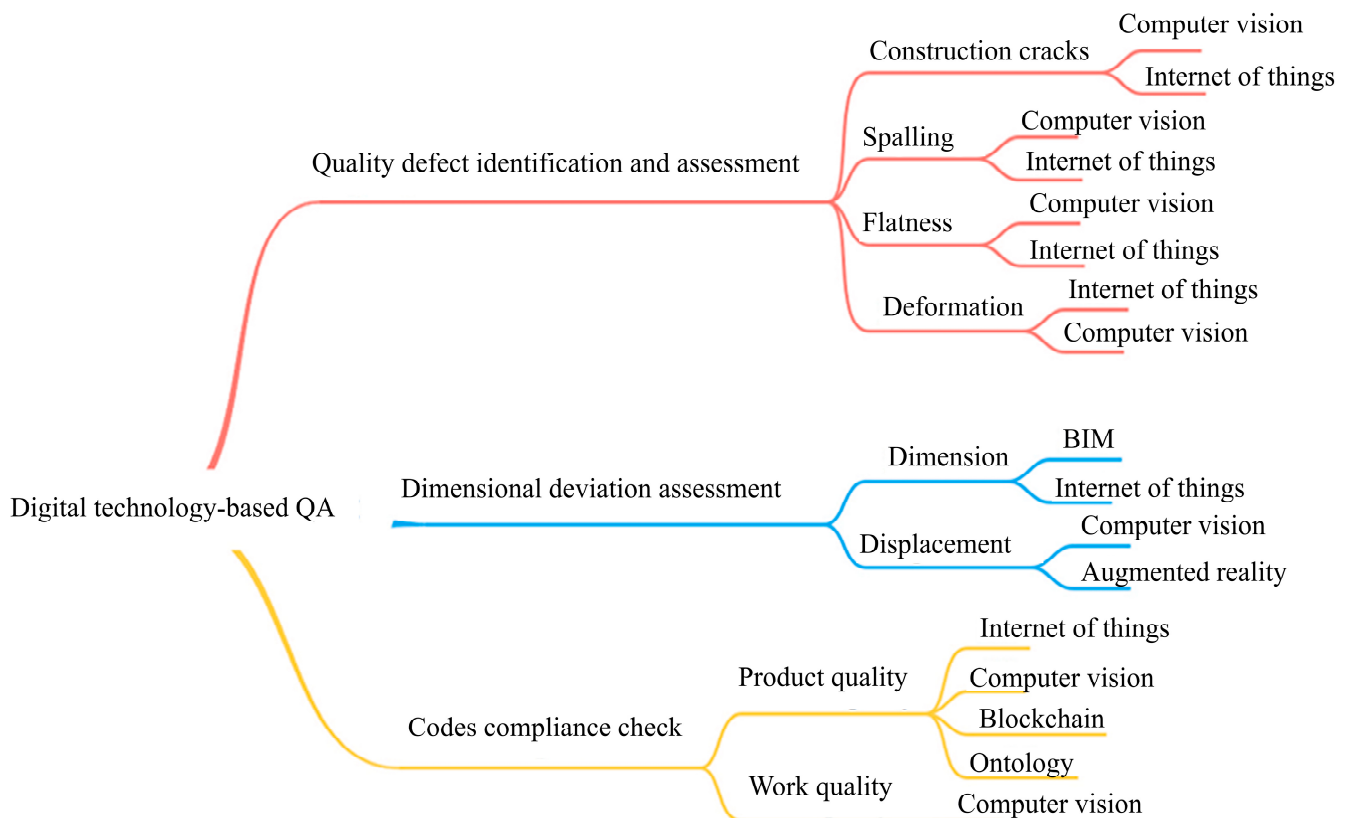 Computer vision
Construction cracks
Internet of things
Computer vision
Spalling
Internet of things
Quality defect identification and assessment
Computer vision
Flatness
Internet of things
Internet of things
Deformation
Computer vision
BIM
Dimension
Internet of things
Dimensional deviation assessment
Digital technology-based QA
Computer vision
Displacement
Augmented reality
Internet of things
Product quality
Computer vision
Blockchain
Codes compliance check
Ontology
Work quality
Computer vision